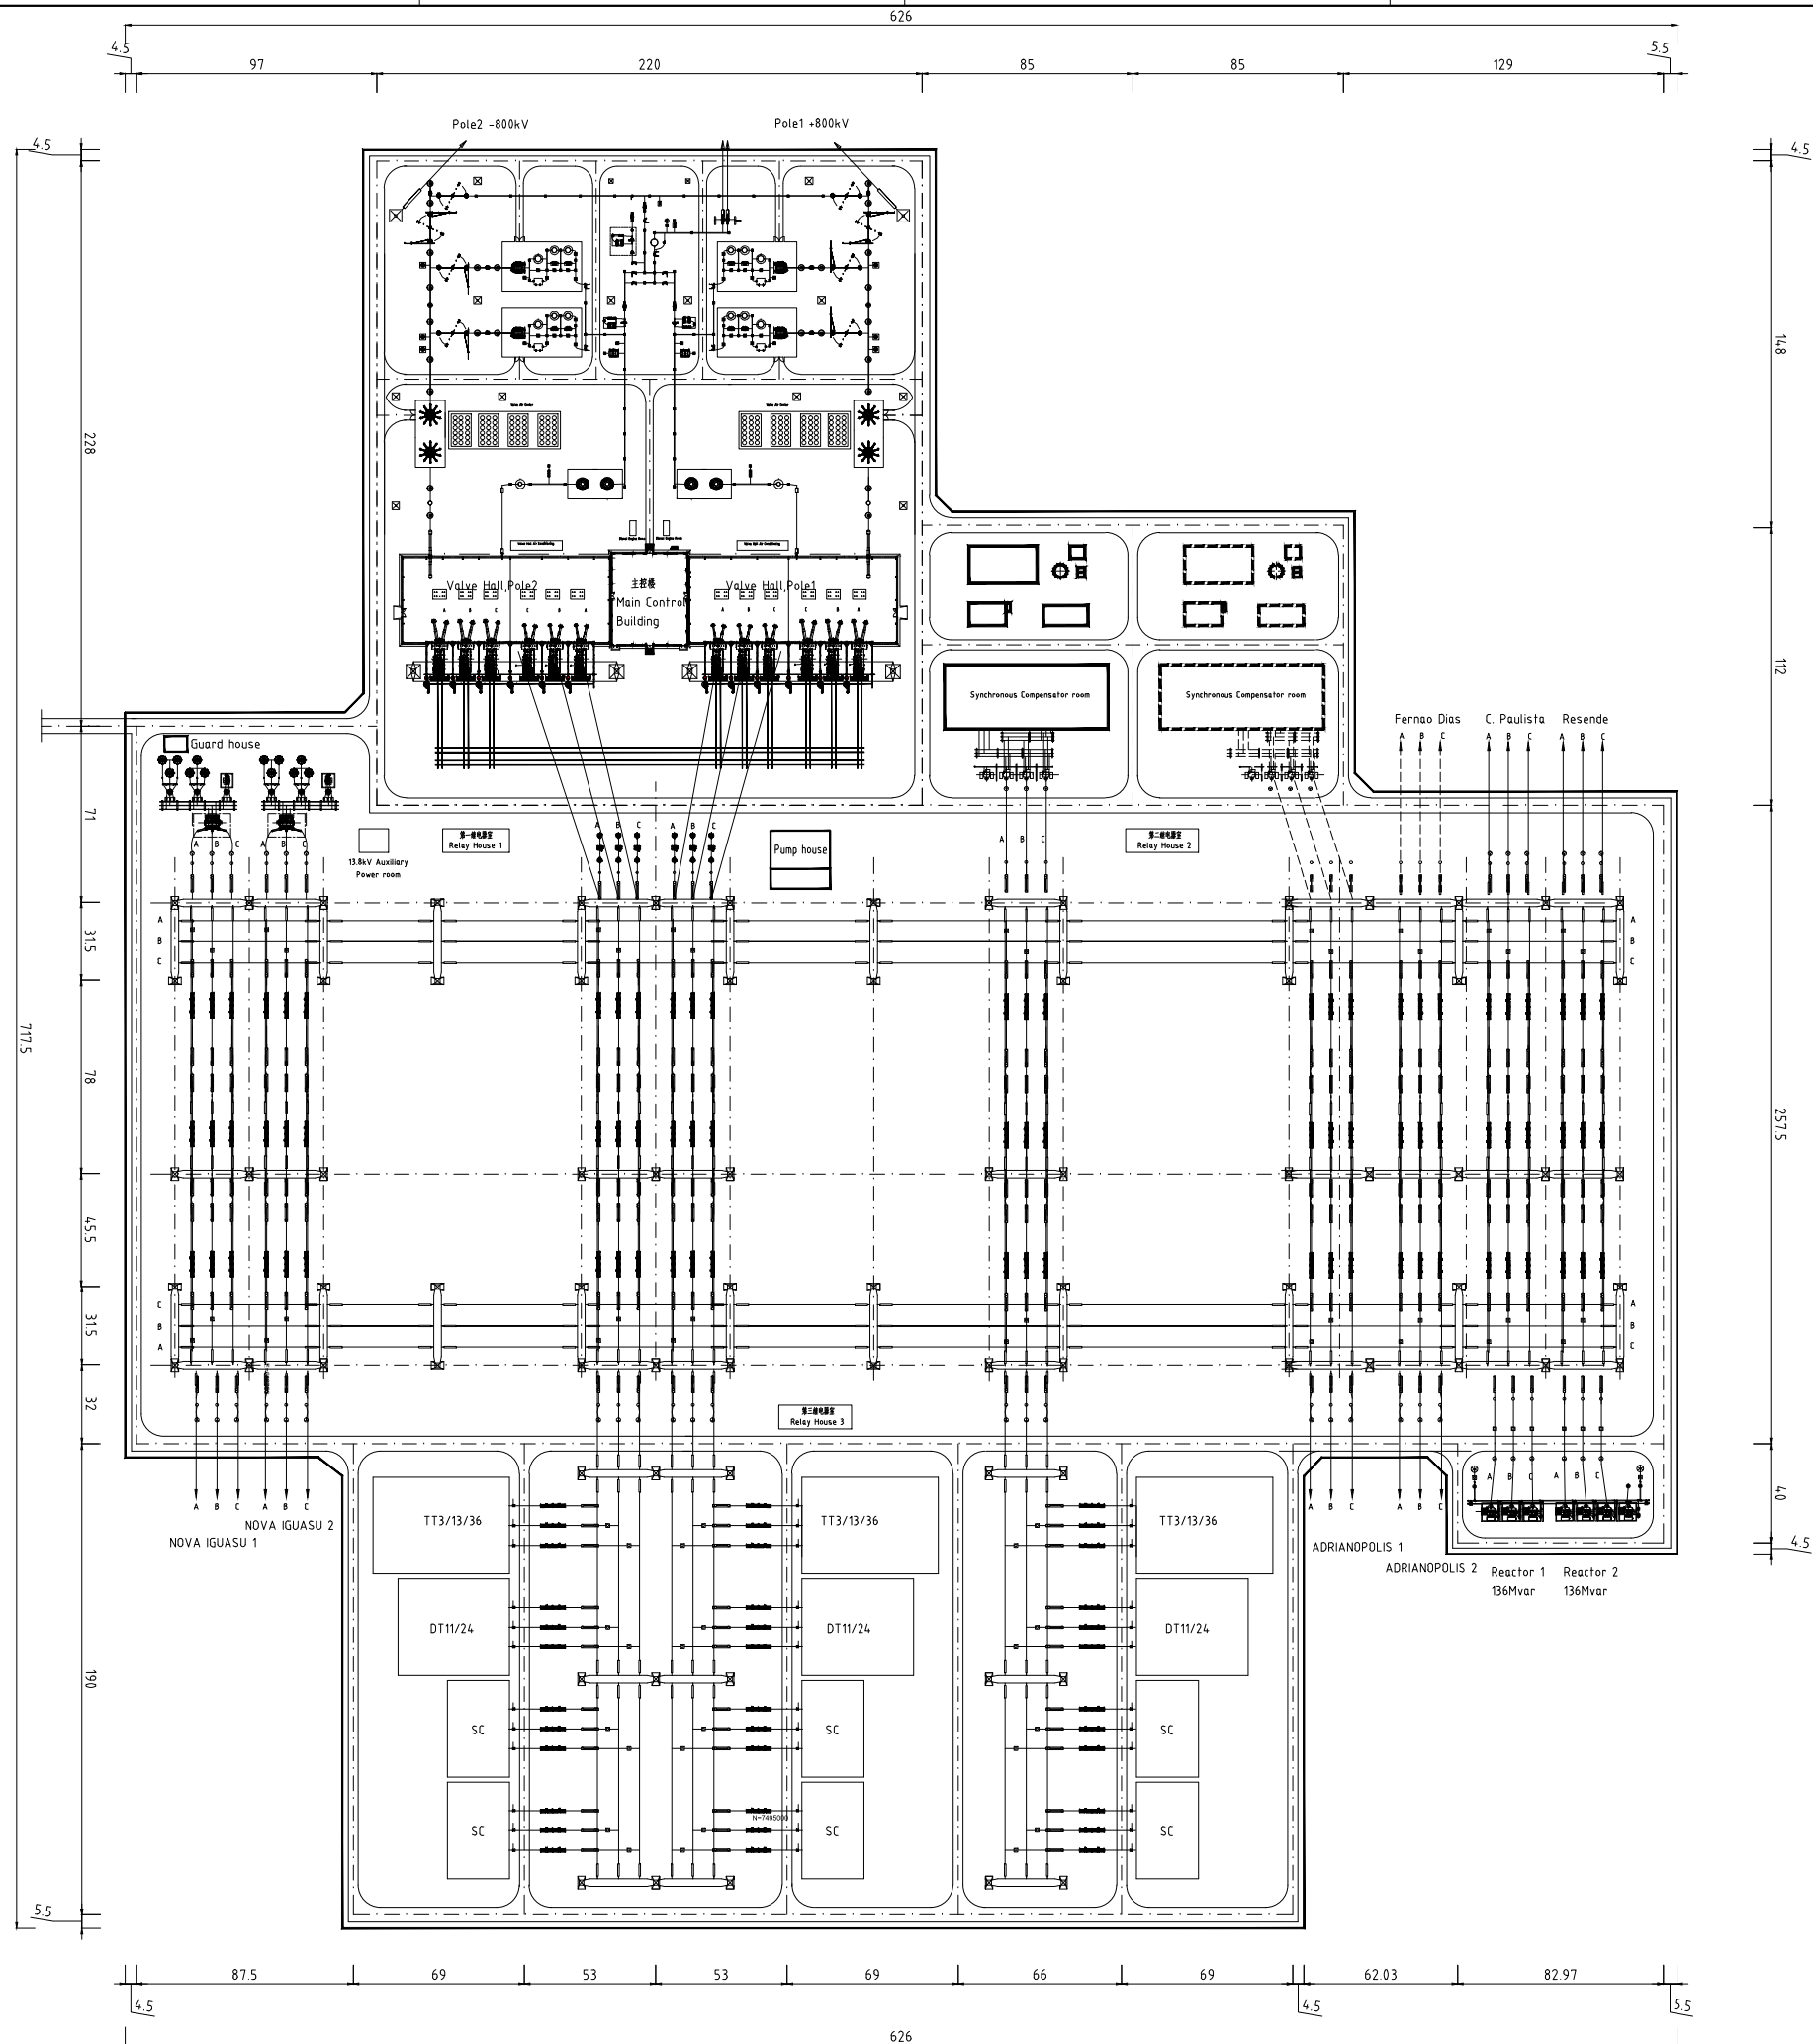 626
4.5
5.5
97
220
85
85
129
Pole2 -800kV
Pole1 +800kV
4.5
4.5
148
228
Valve Hall,Pole2
主控楼
Main Control
Building
Valve Hall,Pole1
A B C C B A
A B C C B A
112
Synchronous Compensator room
Synchronous Compensator room
Fernao Dias
C. Paulista
Resende
A B C A B C A B C
Guard house
71
A B C A B C
13.8kV Auxiliary
Power room
第一继电器室
Relay House 1
A B C A B C
Pump house
A B C
第二继电器室
Relay House 2
31.5
A
B
C
A
B
C
717.5
78
257.5
45.5
31.5
C
B
A
A
B
C
32
第三继电器室
Relay House 3
A B C A B C
NOVA IGUASU 1
NOVA IGUASU 2
A B C A B C
A B C A B C
40
4.5
ADRIANOPOLIS 1
ADRIANOPOLIS 2
Reactor 1
136Mvar
Reactor 2
136Mvar
TT3/13/36
TT3/13/36
TT3/13/36
DT11/24
DT11/24
DT11/24
190
SC
SC
SC
SC
SC
SC
N=7495000
5.5
87.5
69
53
53
69
66
69
62.03
82.97
4.5
4.5
5.5
626